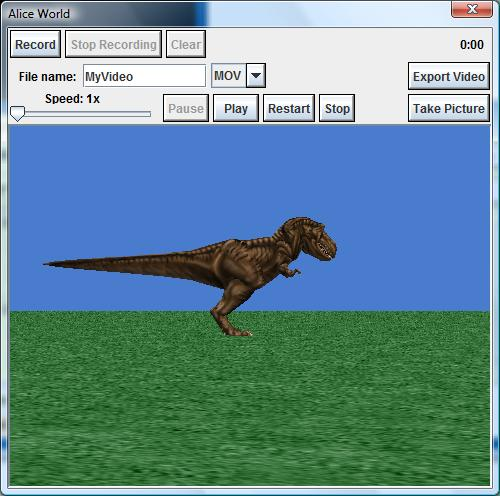 Alice World
Record Stop Recording Clear 0:00
File name: MyVideo MOV Export Video
Speed: 1x
Pause Play Restart Stop Take Picture